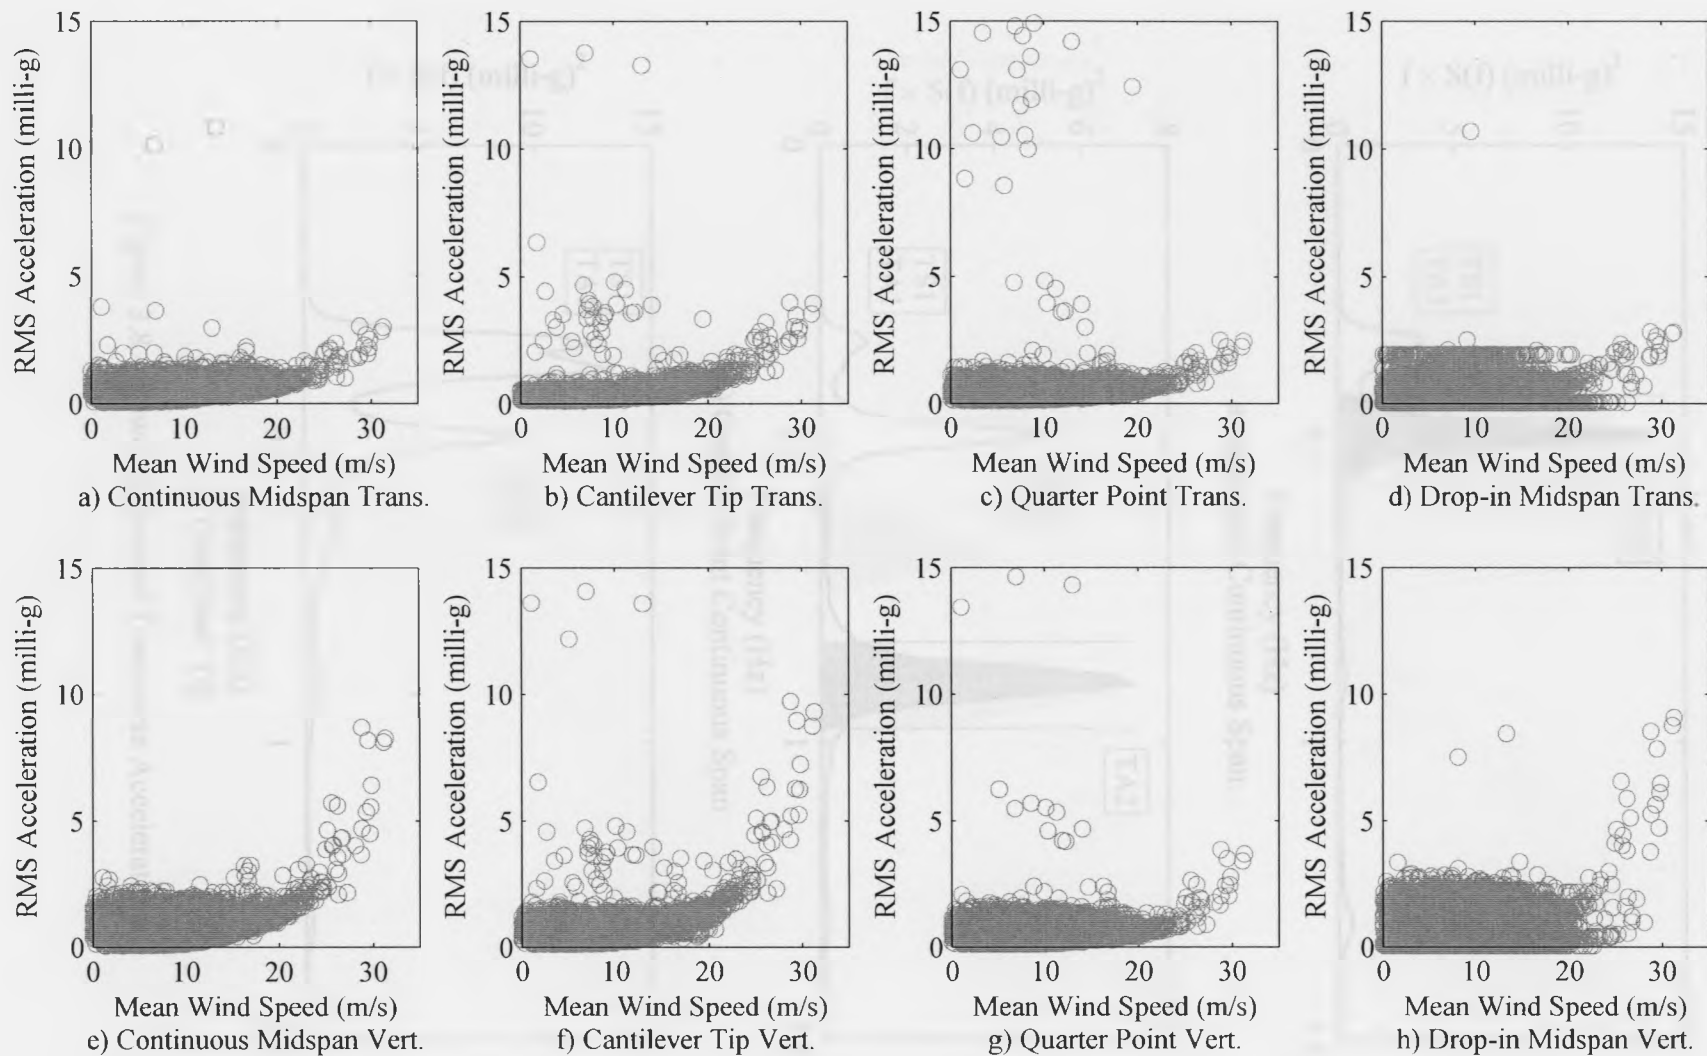 15
10
5
0
RMS Acceleration (milli-g)
0 10 20 30
Mean Wind Speed (m/s)
a) Continuous Midspan Trans.
15
10
5
0
RMS Acceleration (milli-g)
0 10 20 30
Mean Wind Speed (m/s)
b) Cantilever Tip Trans.
15
10
5
0
RMS Acceleration (milli-g)
0 10 20 30
Mean Wind Speed (m/s)
c) Quarter Point Trans.
15
10
5
0
RMS Acceleration (milli-g)
0 10 20 30
Mean Wind Speed (m/s)
d) Drop-in Midspan Trans.
15
10
5
0
RMS Acceleration (milli-g)
0 10 20 30
Mean Wind Speed (m/s)
e) Continuous Midspan Vert.
15
10
5
0
RMS Acceleration (milli-g)
0 10 20 30
Mean Wind Speed (m/s)
f) Cantilever Tip Vert.
15
10
5
0
RMS Acceleration (milli-g)
0 10 20 30
Mean Wind Speed (m/s)
g) Quarter Point Vert.
15
10
5
0
RMS Acceleration (milli-g)
0 10 20 30
Mean Wind Speed (m/s)
h) Drop-in Midspan Vert.